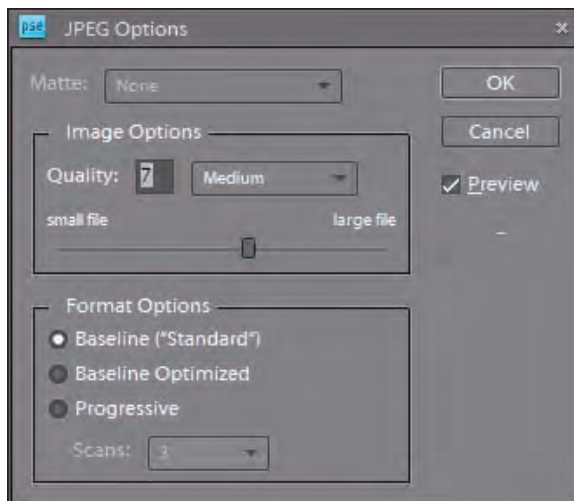 pse JPEG Options
Matte: None
OK
Image Options
Cancel
Quality: 7 Medium
Preview
small file large file
Format Options
Baseline ("Standard")
Baseline Optimized
Progressive
Scans: 3